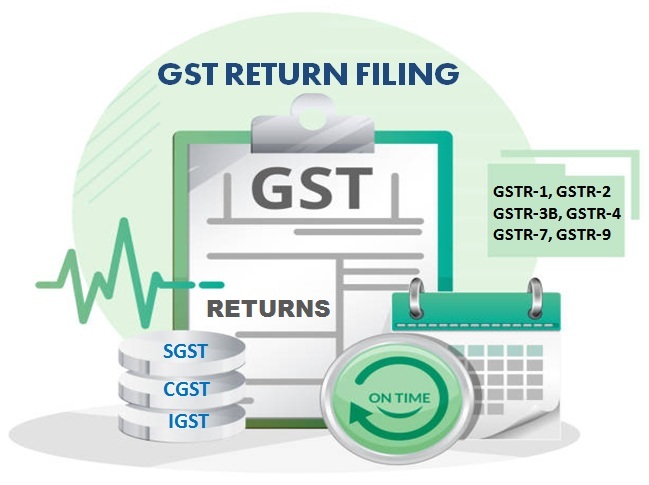 GST RETURN FILING
GST
GSTR-1, GSTR-2
GSTR-3B, GSTR-4
GSTR-7, GSTR-9
RETURNS
SGST
CGST
IGST
ON TIME